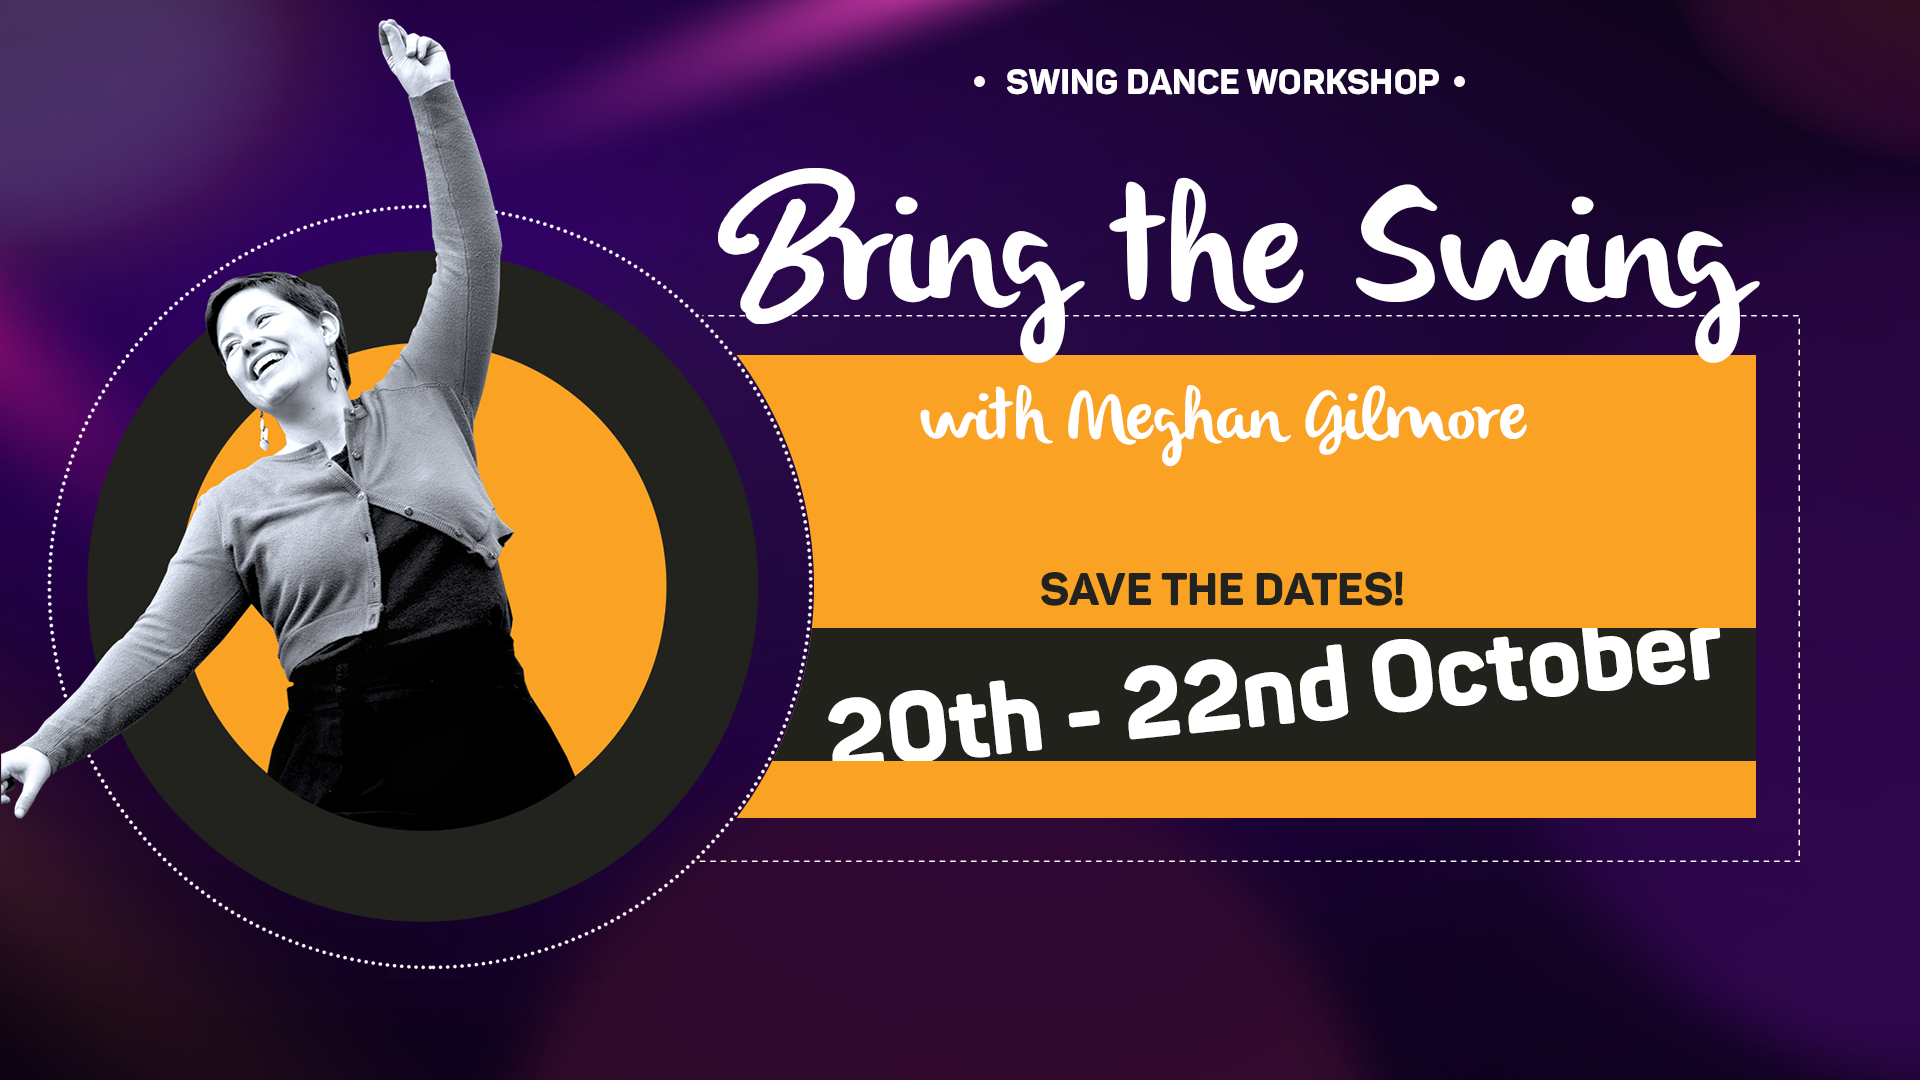 • SWING DANCE WORKSHOP •
Bring the Swing
with Meghan Gilmore
SAVE THE DATES!
20th - 22nd October